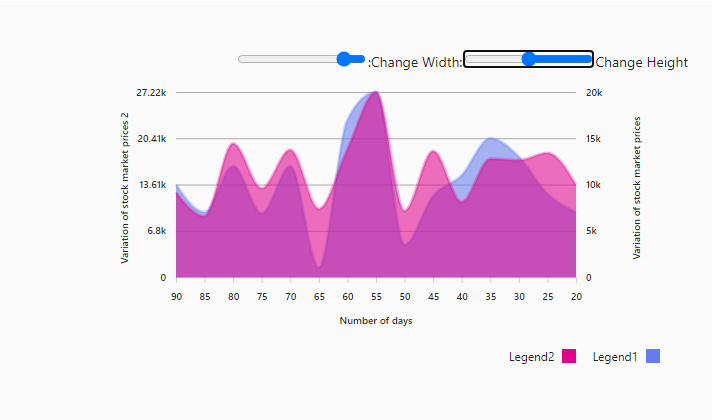 :Change Width: Change Height
27.22k
20.41k
13.61k
6.8k
0
Variation of stock market prices 2
20k
15k
10k
5k
0
Variation of stock market prices
90 85 80 75 70 65 60 55 50 45 40 35 30 25 20
Number of days
Legend2 Legend1